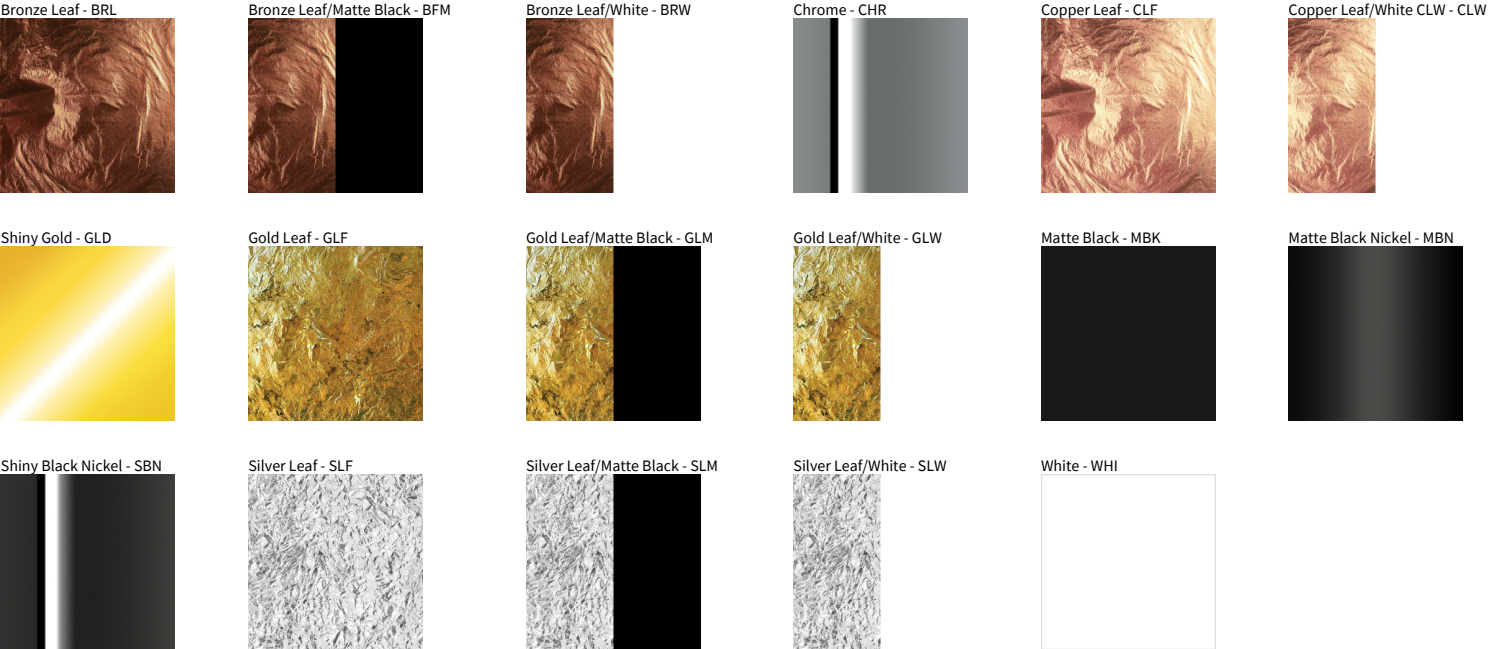 Bronze Leaf - BRL
Bronze Leaf/Matte Black - BFM
Bronze Leaf/White - BRW
Chrome - CHR
Copper Leaf - CLF
Copper Leaf/White CLW - CLW
Shiny Gold - GLD
Gold Leaf - GLF
Gold Leaf/Matte Black - GLM
Gold Leaf/White - GLW
Matte Black - MBK
Matte Black Nickel - MBN
Shiny Black Nickel - SBN
Silver Leaf - SLF
Silver Leaf/Matte Black - SLM
Silver Leaf/White - SLW
White - WHI